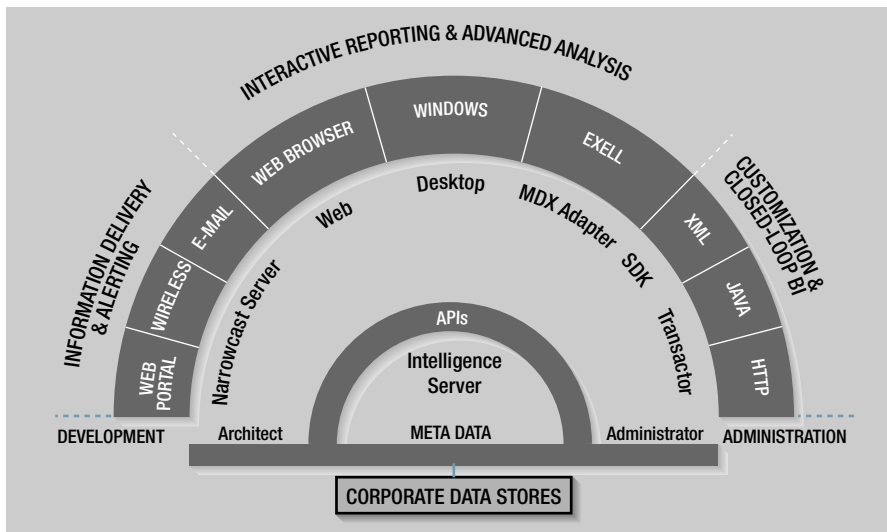 INTERACTIVE REPORTING & ADVANCED ANALYSIS
INFORMATION DELIVERY
& ALERTING
CUSTOMIZATION &
CLOSED-LOOP BI
WEB
PORTAL
WIRELESS
E-MAIL
WEB BROWSER
WINDOWS
EXELL
XML
JAVA
HTTP
Narrowcast Server
Web
Desktop
MDX Adapter
SDK
Transactor
APIs
Intelligence
Server
DEVELOPMENT
Architect
META DATA
Administrator
ADMINISTRATION
CORPORATE DATA STORES